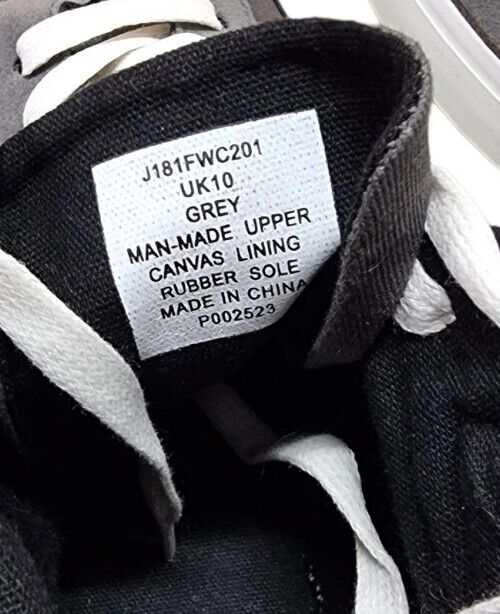 J181FWC201
UK10
GREY
MAN-MADE UPPER
CANVAS LINING
RUBBER SOLE
MADE IN CHINA
P002523